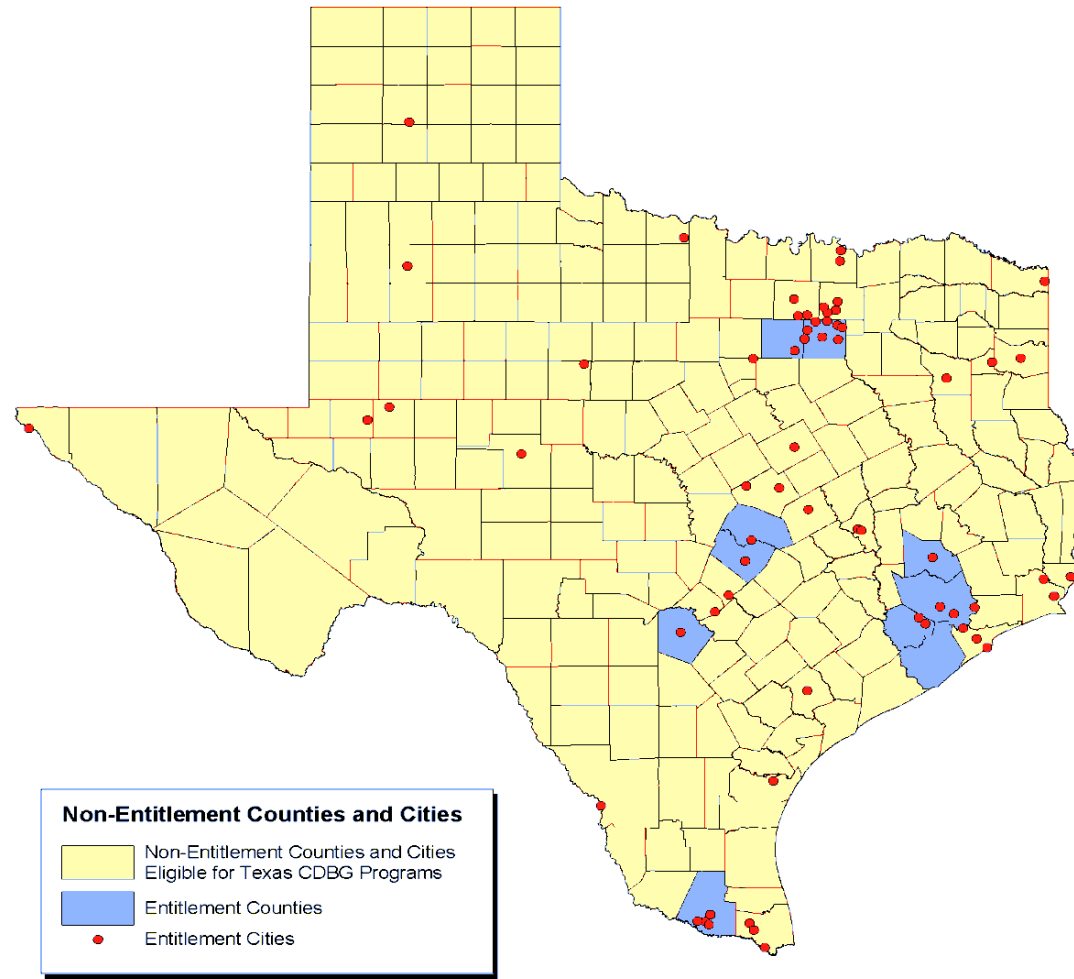 Non-Entitlement Counties and Cities
Non-Entitlement Counties and Cities
Eligible for Texas CDBG Programs
Entitlement Counties
Entitlement Cities